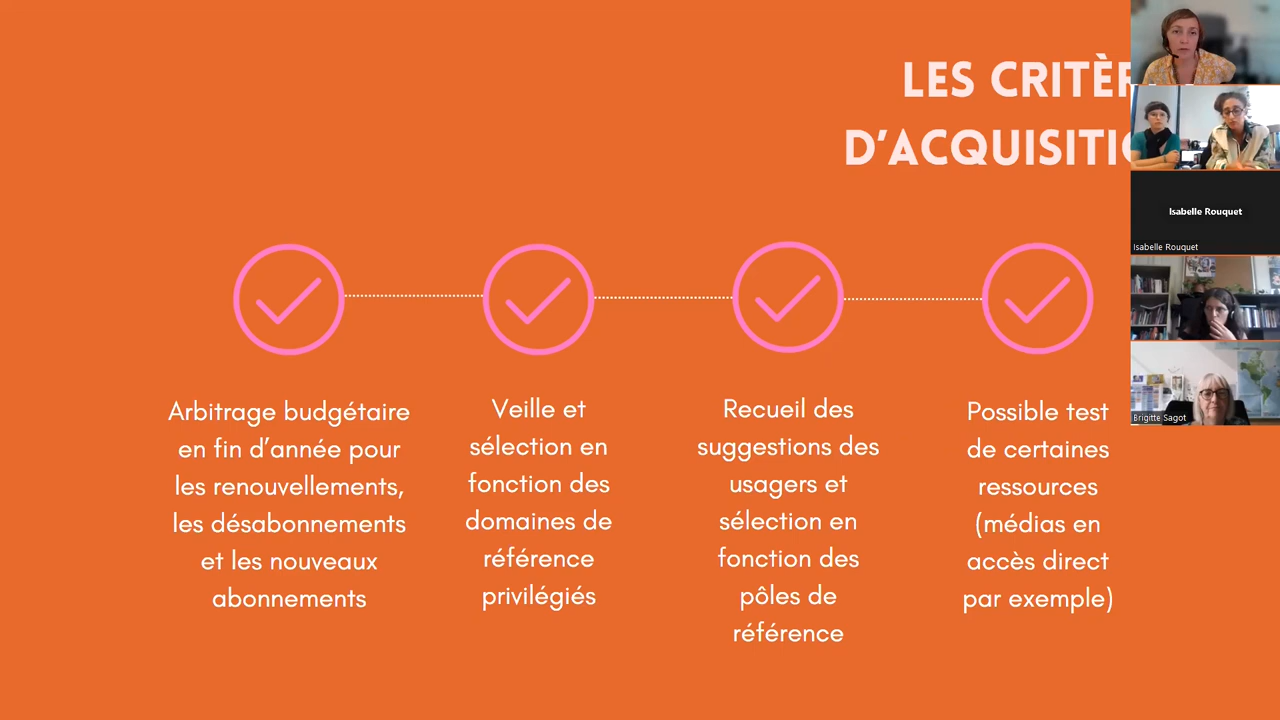 LES CRITÈR
D'ACQUISITIO
Arbitrage budgétaire
en fin d'année pour
les renouvellements,
les désabonnements
et les nouveaux
abonnements
Veille et
sélection en
fonction des
domaines de
référence
privilégiés
Recueil des
suggestions des
usagers et
sélection en
fonction des
pôles de
référence
Possible test
de certaines
ressources
(médias en
accès direct
par exemple)
Isabelle Rouquet
Isabelle Rouquet
Brigitte Sagot